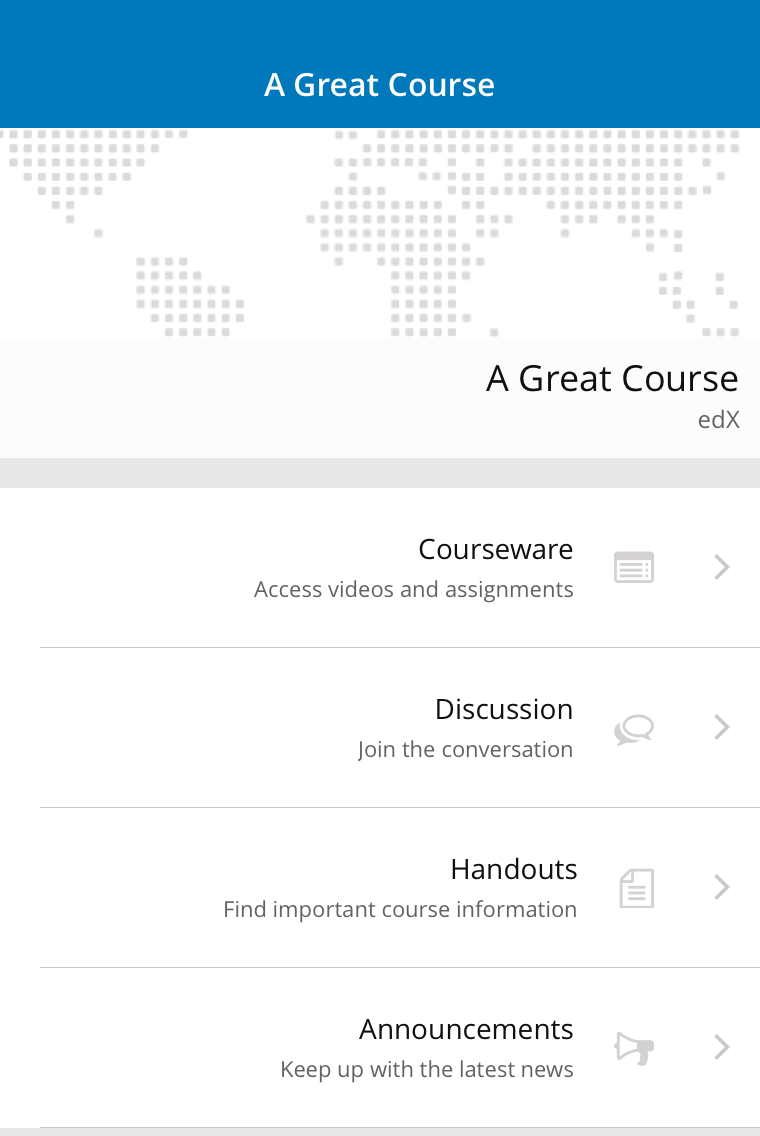 A Great Course
A Great Course
edX
Courseware
Access videos and assignments
Discussion
Join the conversation
Handouts
Find important course information
Announcements
Keep up with the latest news